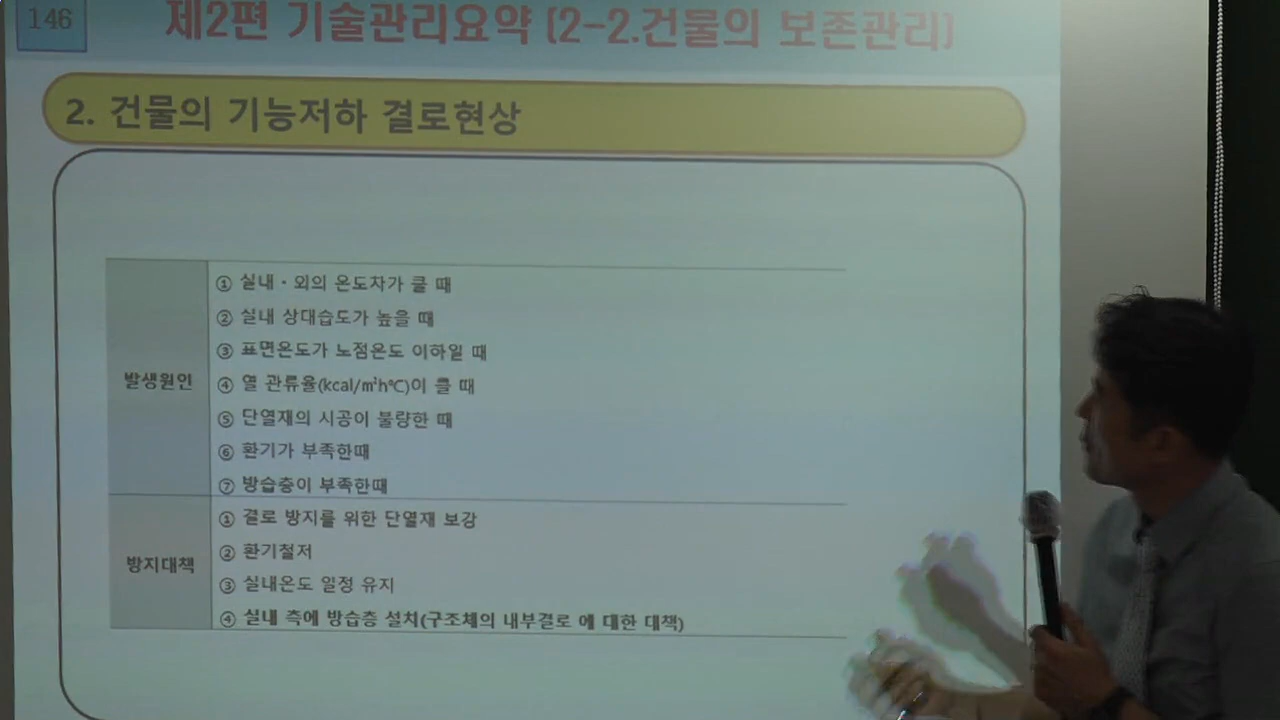 146
제2편 기술관리요약 (2-2.건물의 보존관리)
2. 건물의 기능저하 결로현상
발생원인
① 실내·외의 온도차가 클 때
② 실내 상대습도가 높을 때
③ 표면온도가 노점온도 이하일 때
④ 열 관류율(kcal/㎡h℃)이 클 때
⑤ 단열재의 시공이 불량한 때
⑥ 환기가 부족한때
⑦ 방습층이 부족한때
방지대책
① 결로 방지를 위한 단열재 보강
② 환기철저
③ 실내온도 일정 유지
④ 실내 측에 방습층 설치(구조체의 내부결로 에 대한 대책)